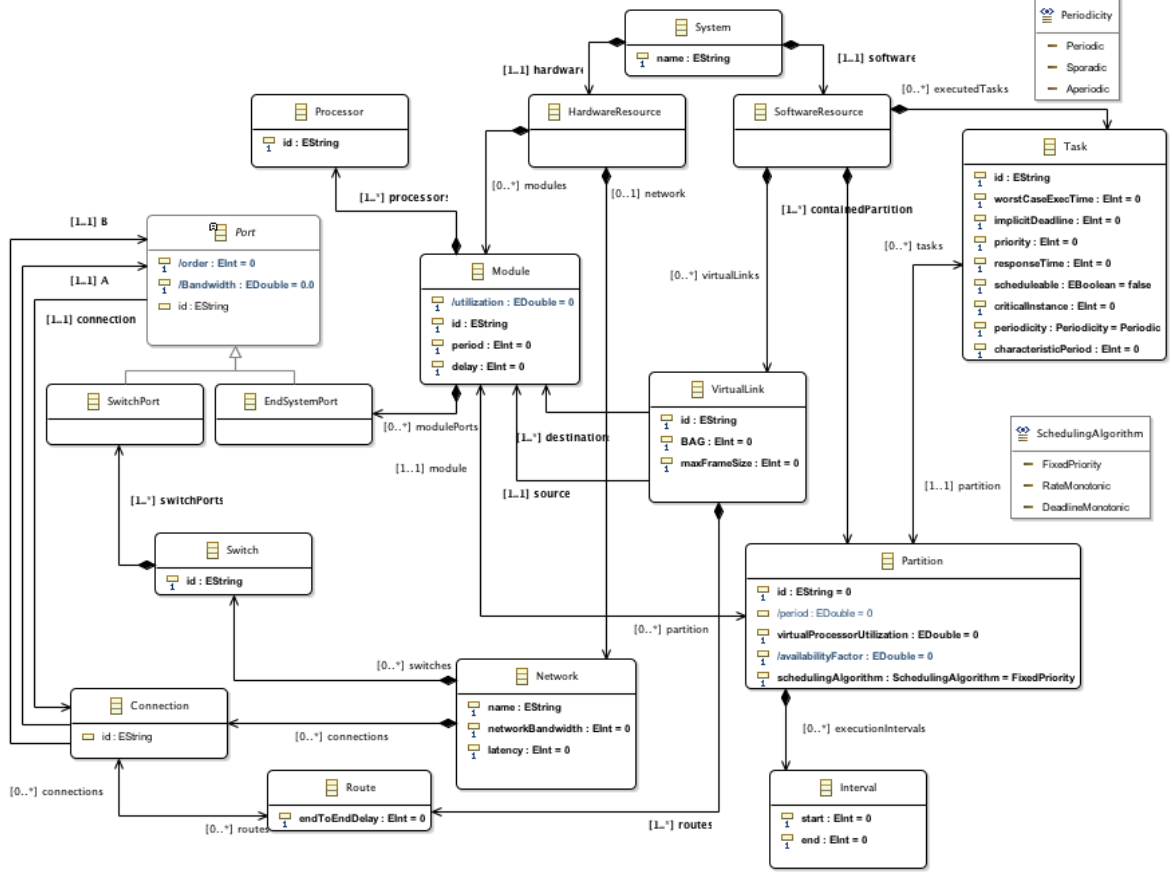 System
name : EString
[1..1] hardware
[1..1] software
Periodicity
Periodic
Sporadic
Aperiodic
[0..*] executedTasks
Processor
id : EString
HardwareResource
SoftwareResource
Task
id : EString
worstCaseExecTime : EInt = 0
implicitDeadline : EInt = 0
priority : EInt = 0
responseTime : EInt = 0
scheduleable : EBoolean = false
criticalInstance : EInt = 0
periodicity : Periodicity = Periodic
characteristicPeriod : EInt = 0
[1..*] processors
[0..*] modules
[0..1] network
[1..*] containedPartition
[0..*] tasks
[0..*] virtualLinks
[1..1] B
[1..1] A
[1..1] connection
Port
/order : EInt = 0
/Bandwidth : EDouble = 0.0
id : EString
Module
/utilization : EDouble = 0
id : EString
period : EInt = 0
delay : EInt = 0
SwitchPort
EndSystemPort
[0..*] modulePorts
[1..1] module
[1..*] destination
[1..1] source
VirtualLink
id : EString
BAG : EInt = 0
maxFrameSize : EInt = 0
SchedulingAlgorithm
FixedPriority
RateMonotonic
DeadlineMonotonic
[1..1] partition
[1..*] switchPorts
Switch
id : EString
Partition
id : EString = 0
/period : EDouble = 0
virtualProcessorUtilization : EDouble = 0
/availabilityFactor : EDouble = 0
schedulingAlgorithm : SchedulingAlgorithm = FixedPriority
[0..*] partition
[0..*] switches
Network
name : EString
networkBandwidth : EInt = 0
latency : EInt = 0
Connection
id : EString
[0..*] connections
[0..*] executionIntervals
[0..*] connections
Route
endToEndDelay : EInt = 0
[0..*] routes
[1..*] routes
Interval
start : EInt = 0
end : EInt = 0